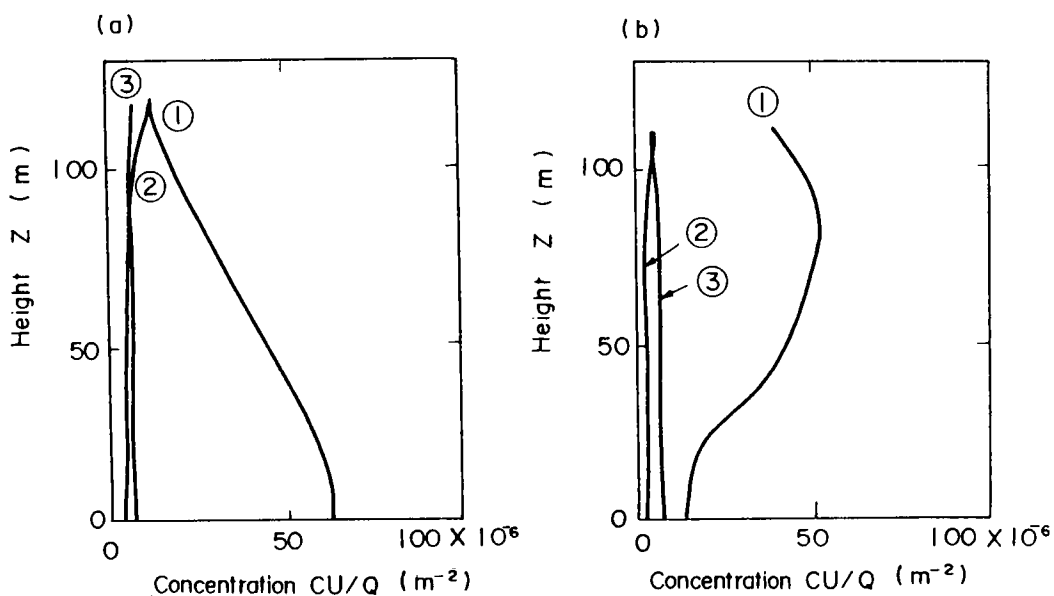 (a)
③
①
②
Height Z (m)
100
50
0
0 50 100 × 10⁻⁶
Concentration CU/Q (m⁻²)
(b)
①
②
③
Height Z (m)
100
50
0
0 50 100 × 10⁻⁶
Concentration CU/Q (m⁻²)